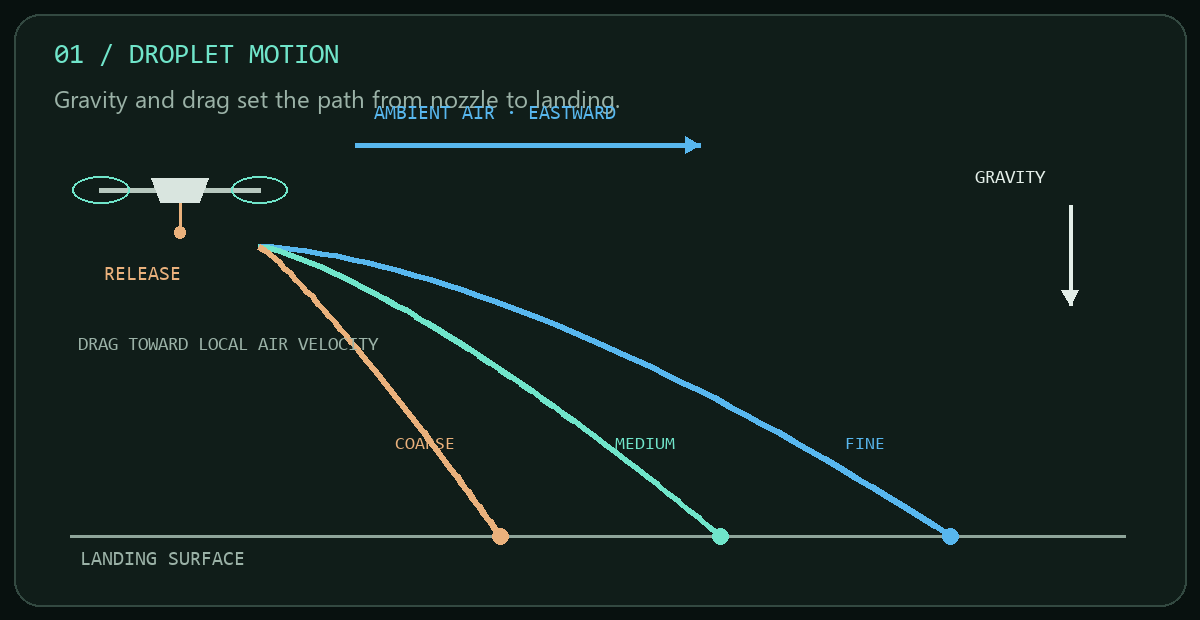 01 / DROPLET MOTION
Gravity and drag set the path from nozzle to landing.
AMBIENT AIR · EASTWARD
GRAVITY
RELEASE
DRAG TOWARD LOCAL AIR VELOCITY
COARSE
MEDIUM
FINE
LANDING SURFACE